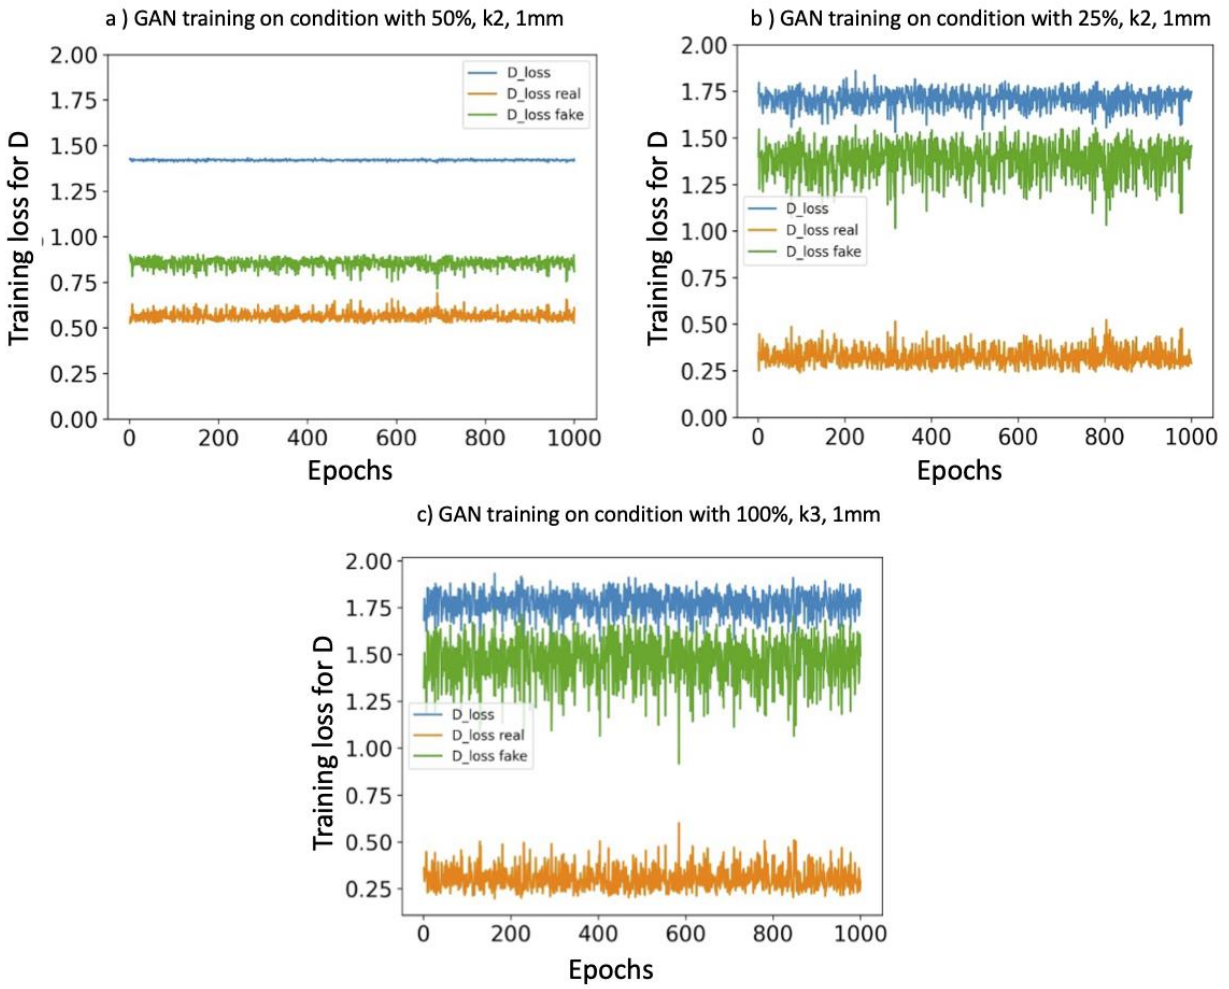 a ) GAN training on condition with 50%, k2, 1mm
2.00
1.75
1.50
1.25
1.00
0.75
0.50
0.25
0.00
Training loss for D
D_loss
D_loss real
D_loss fake
0 200 400 600 800 1000
Epochs
b ) GAN training on condition with 25%, k2, 1mm
2.00
1.75
1.50
1.25
1.00
0.75
0.50
0.25
0.00
Training loss for D
D_loss
D_loss real
D_loss fake
0 200 400 600 800 1000
Epochs
c) GAN training on condition with 100%, k3, 1mm
2.00
1.75
1.50
1.25
1.00
0.75
0.50
0.25
Training loss for D
D_loss
D_loss real
D_loss fake
0 200 400 600 800 1000
Epochs